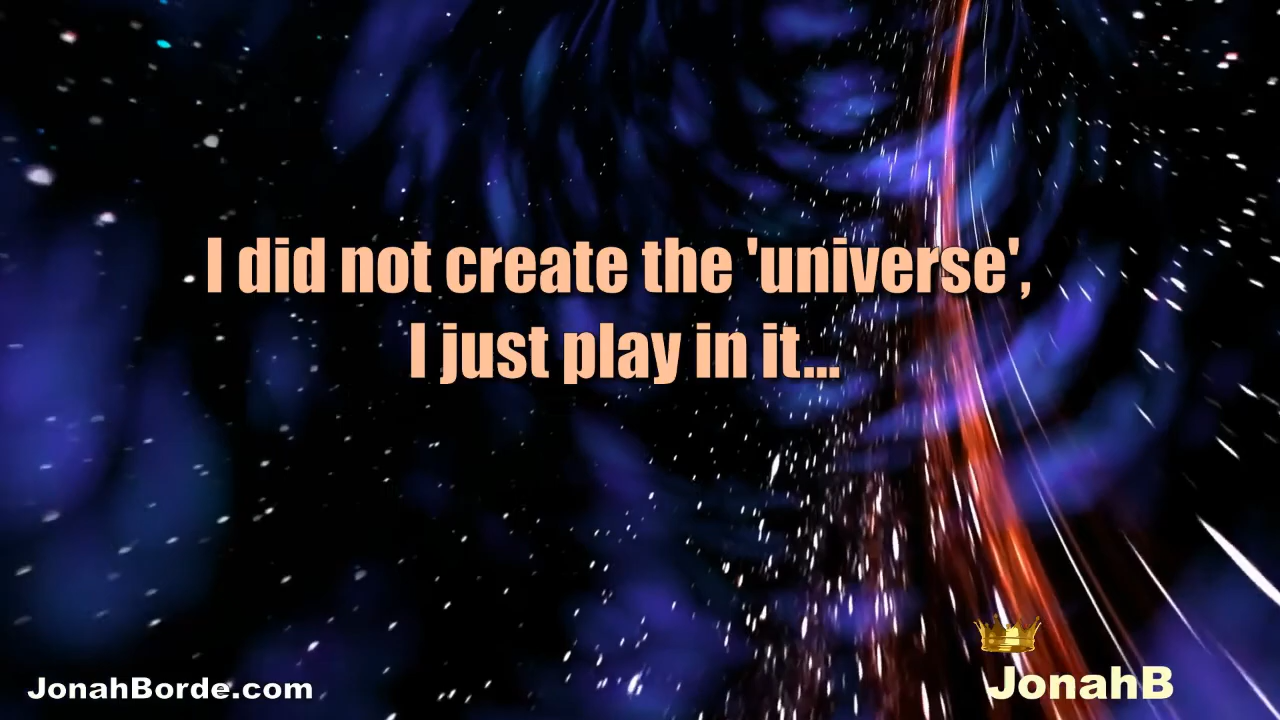 I did not create the 'universe',
I just play in it...
JonahBorde.com
JonahB